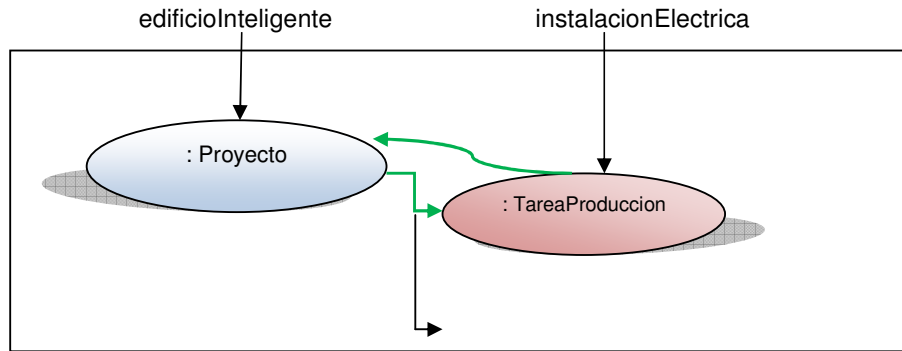 edificioInteligente
instalacionElectrica
: Proyecto
: TareaProduccion